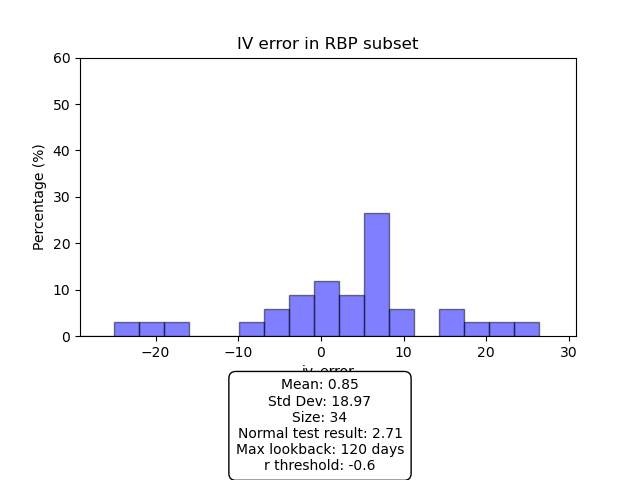 IV error in RBP subset
Percentage (%)
60
50
40
30
20
10
0
−20
−10
0
10
20
30
iv_error
Mean: 0.85
Std Dev: 18.97
Size: 34
Normal test result: 2.71
Max lookback: 120 days
r threshold: -0.6